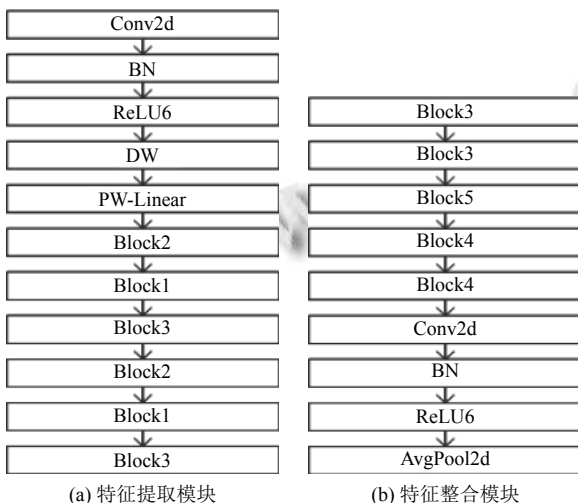 Conv2d
BN
ReLU6
DW
PW-Linear
Block2
Block1
Block3
Block2
Block1
Block3
(a) 特征提取模块
Block3
Block3
Block5
Block4
Block4
Conv2d
BN
ReLU6
AvgPool2d
(b) 特征整合模块